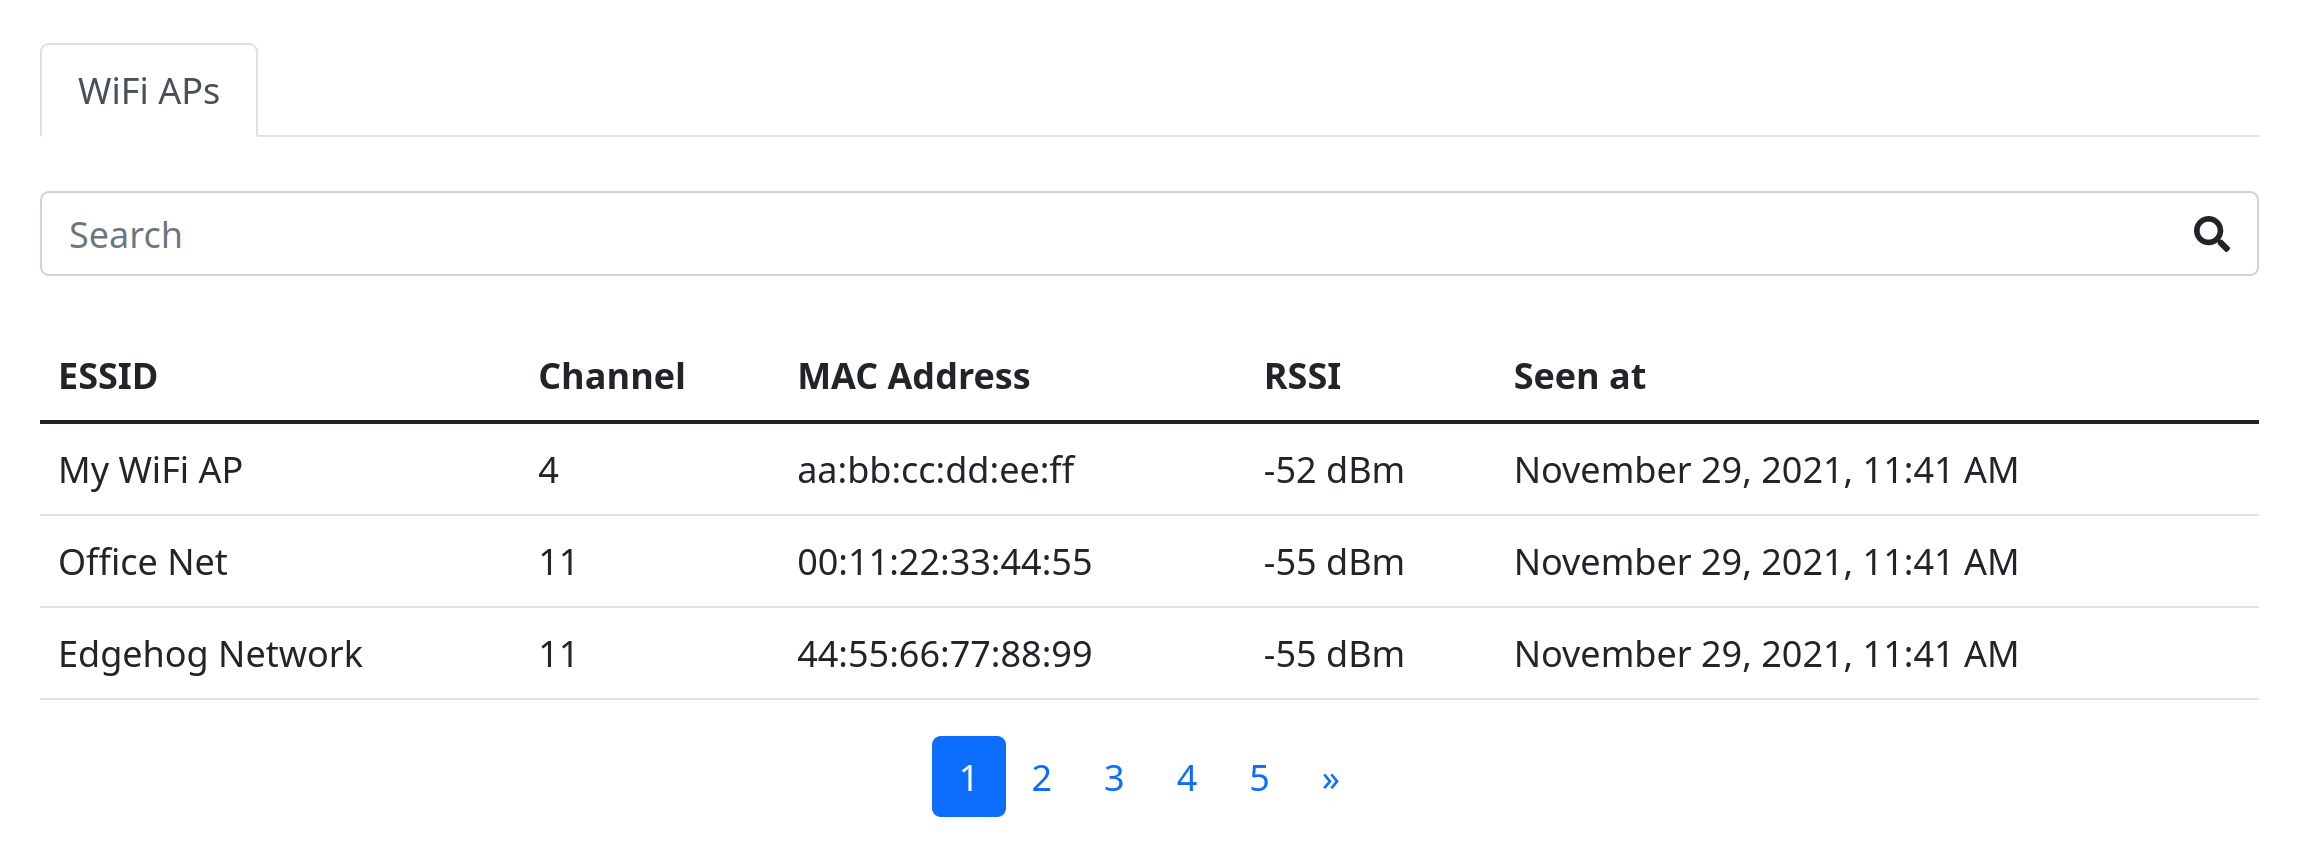 WiFi APs
Search
ESSID Channel MAC Address RSSI Seen at
My WiFi AP 4 aa:bb:cc:dd:ee:ff -52 dBm November 29, 2021, 11:41 AM
Office Net 11 00:11:22:33:44:55 -55 dBm November 29, 2021, 11:41 AM
Edgehog Network 11 44:55:66:77:88:99 -55 dBm November 29, 2021, 11:41 AM
1 2 3 4 5 »